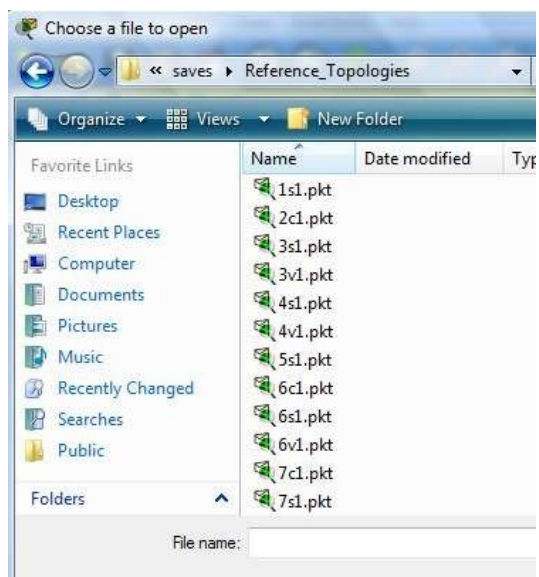 Choose a file to open
« saves Reference_Topologies
Organize Views New Folder
Favorite Links
Desktop
Recent Places
Computer
Documents
Pictures
Music
Recently Changed
Searches
Public
Folders
Name Date modified Typ
1s1.pkt
2c1.pkt
3s1.pkt
3v1.pkt
4s1.pkt
4v1.pkt
5s1.pkt
6c1.pkt
6s1.pkt
6v1.pkt
7c1.pkt
7s1.pkt
File name: